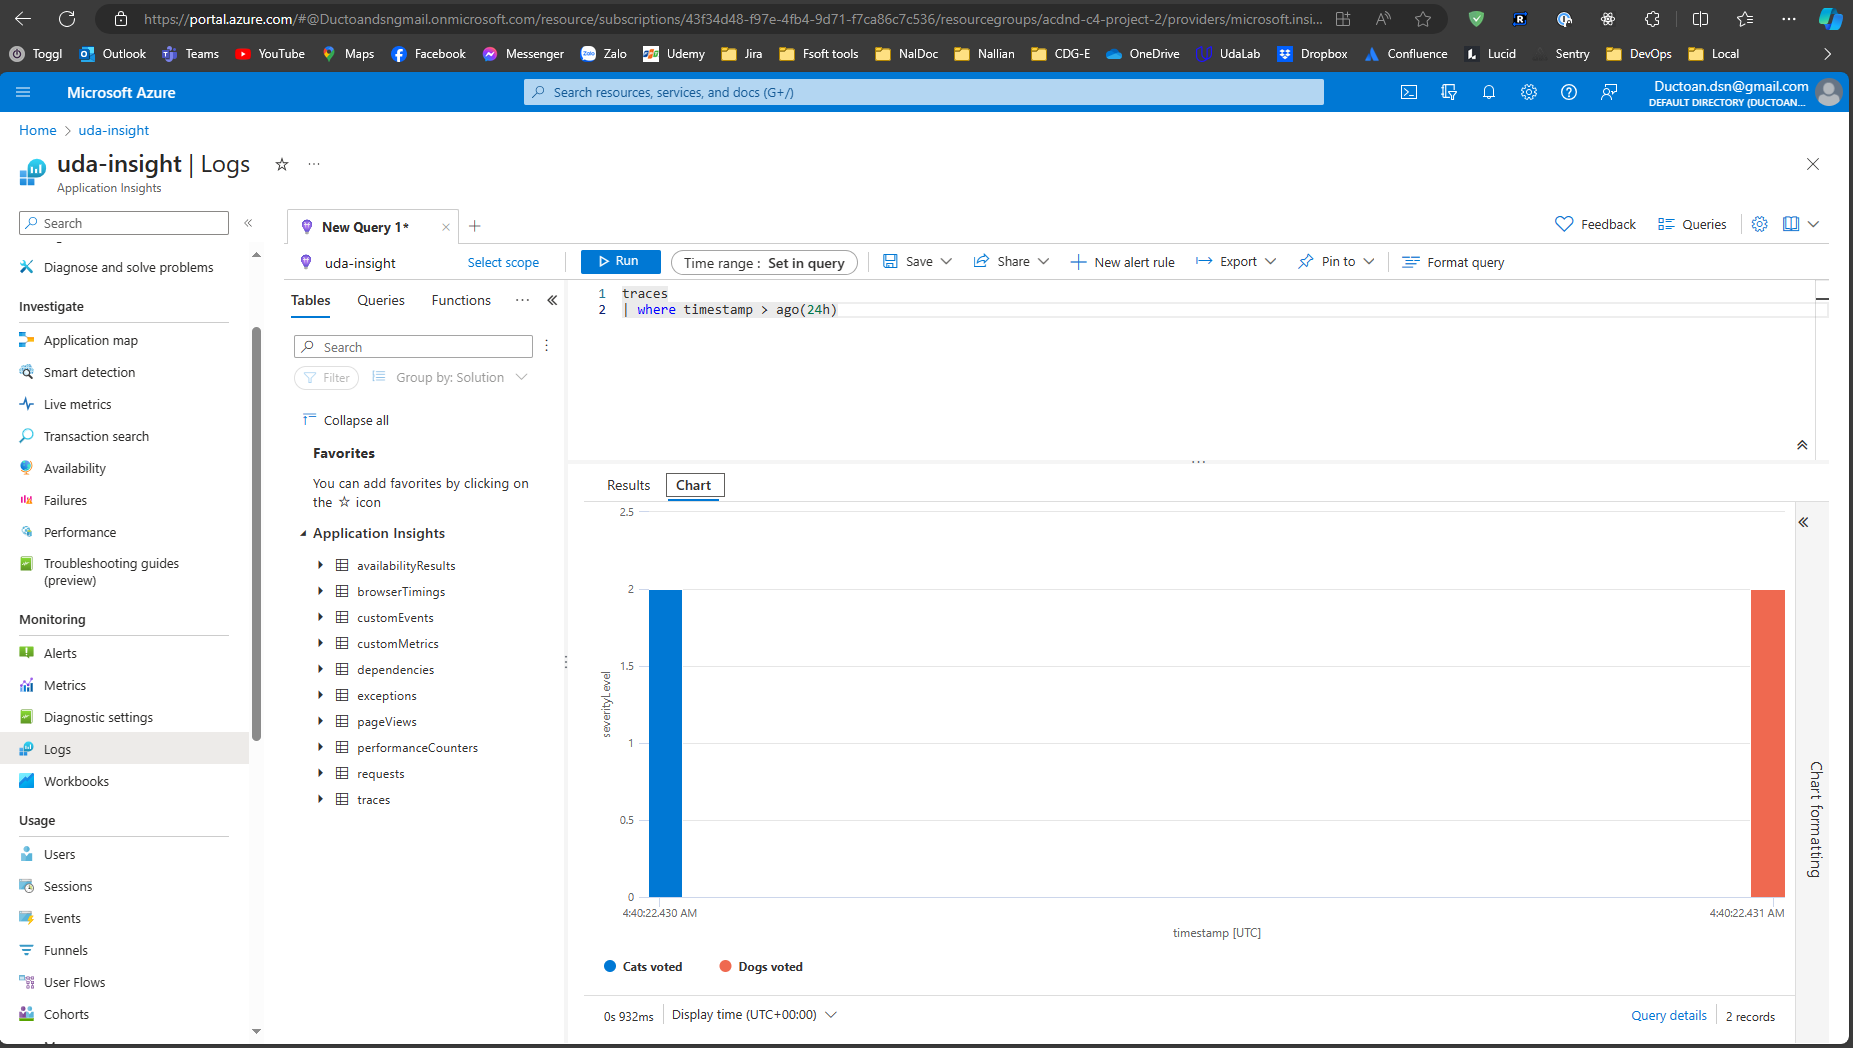 https://portal.azure.com/#@Ductoandsngmail.onmicrosoft.com/resource/subscriptions/43f34d48-f97e-4fb4-9d71-f7ca86c7c536/resourcegroups/acdnd-c4-project-2/providers/microsoft.insi...
Toggl Outlook Teams YouTube Maps Facebook Messenger Zalo Udemy Jira Fsoft tools NalDoc Nallian CDG-E OneDrive UdaLab Dropbox Confluence Lucid Sentry DevOps Local
Microsoft Azure
Search resources, services, and docs (G+/)
Ductoan.dsn@gmail.com
DEFAULT DIRECTORY (DUCTOAN...
Home > uda-insight
uda-insight | Logs
Application Insights
Search
Diagnose and solve problems
Investigate
Application map
Smart detection
Live metrics
Transaction search
Availability
Failures
Performance
Troubleshooting guides
(preview)
Monitoring
Alerts
Metrics
Diagnostic settings
Logs
Workbooks
Usage
Users
Sessions
Events
Funnels
User Flows
Cohorts
New Query 1*
Feedback
Queries
uda-insight
Select scope
Run
Time range : Set in query
Save
Share
New alert rule
Export
Pin to
Format query
Tables
Queries
Functions
Search
Filter
Group by: Solution
Collapse all
Favorites
You can add favorites by clicking on
the ☆ icon
Application Insights
availabilityResults
browserTimings
customEvents
customMetrics
dependencies
exceptions
pageViews
performanceCounters
requests
traces
1 traces
2 | where timestamp > ago(24h)
Results
Chart
2.5
2
1.5
1
0.5
0
severityLevel
4:40:22.430 AM
4:40:22.431 AM
timestamp [UTC]
Cats voted
Dogs voted
Chart formatting
0s 932ms
Display time (UTC+00:00)
Query details
2 records